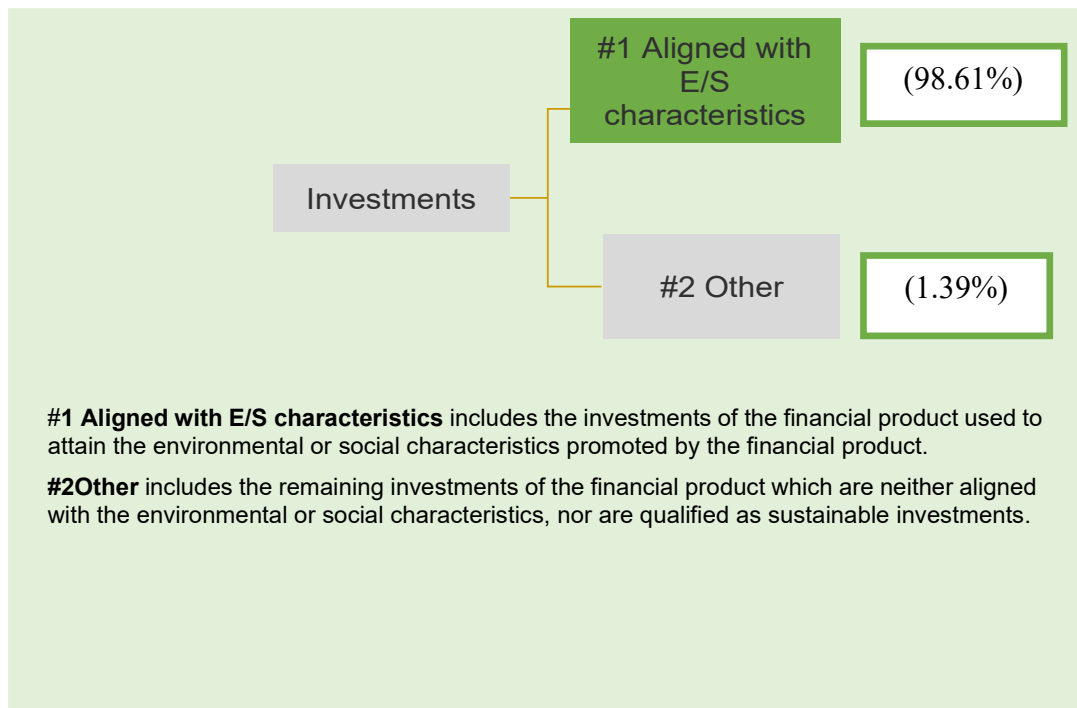 #1 Aligned with
E/S
characteristics
(98.61%)
Investments
#2 Other
(1.39%)
#1 Aligned with E/S characteristics includes the investments of the financial product used to
attain the environmental or social characteristics promoted by the financial product.
#2Other includes the remaining investments of the financial product which are neither aligned
with the environmental or social characteristics, nor are qualified as sustainable investments.